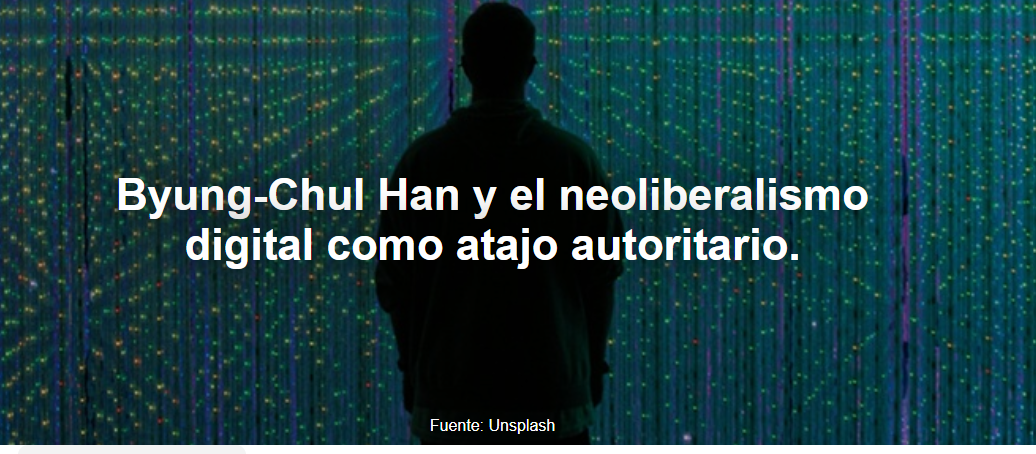 Byung-Chul Han y el neoliberalismo
digital como atajo autoritario.
Fuente: Unsplash